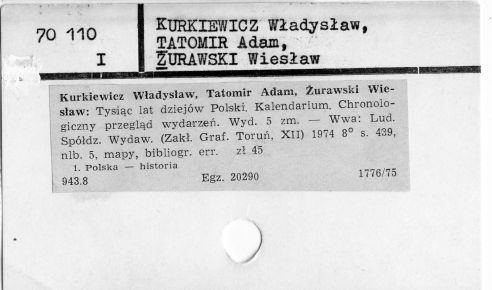 70 110
I
KURKIEWICZ Władysław,
TATOMIR Adam,
ŻURAWSKI Wiesław
Kurkiewicz Władysław, Tatomir Adam, Żurawski Wie-
sław: Tysiąc lat dziejów Polski. Kalendarium. Chronolo-
giczny przegląd wydarzeń. Wyd. 5 zm. — Wwa: Lud.
Spółdz. Wydaw. (Zakł. Graf. Toruń, XII) 1974 8° s. 439,
nlb. 5, mapy, bibliogr. err. zł 45
1. Polska — historia
943.8 Egz. 20290 1776/75